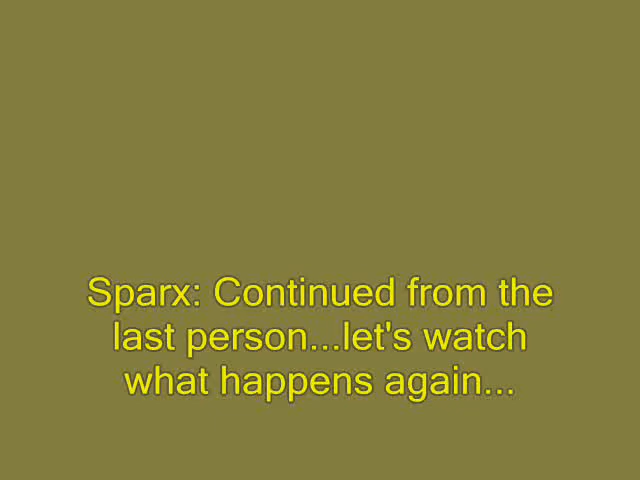 Sparx: Continued from the
last person...let's watch
what happens again...